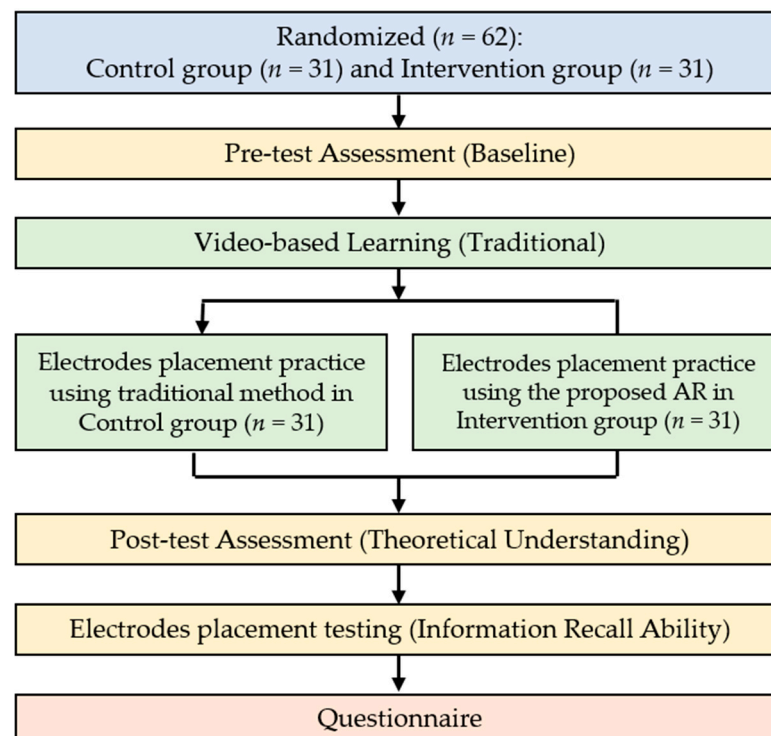 Randomized (n = 62):
Control group (n = 31) and Intervention group (n = 31)
Pre-test Assessment (Baseline)
Video-based Learning (Traditional)
Electrodes placement practice
using traditional method in
Control group (n = 31)
Electrodes placement practice
using the proposed AR in
Intervention group (n = 31)
Post-test Assessment (Theoretical Understanding)
Electrodes placement testing (Information Recall Ability)
Questionnaire